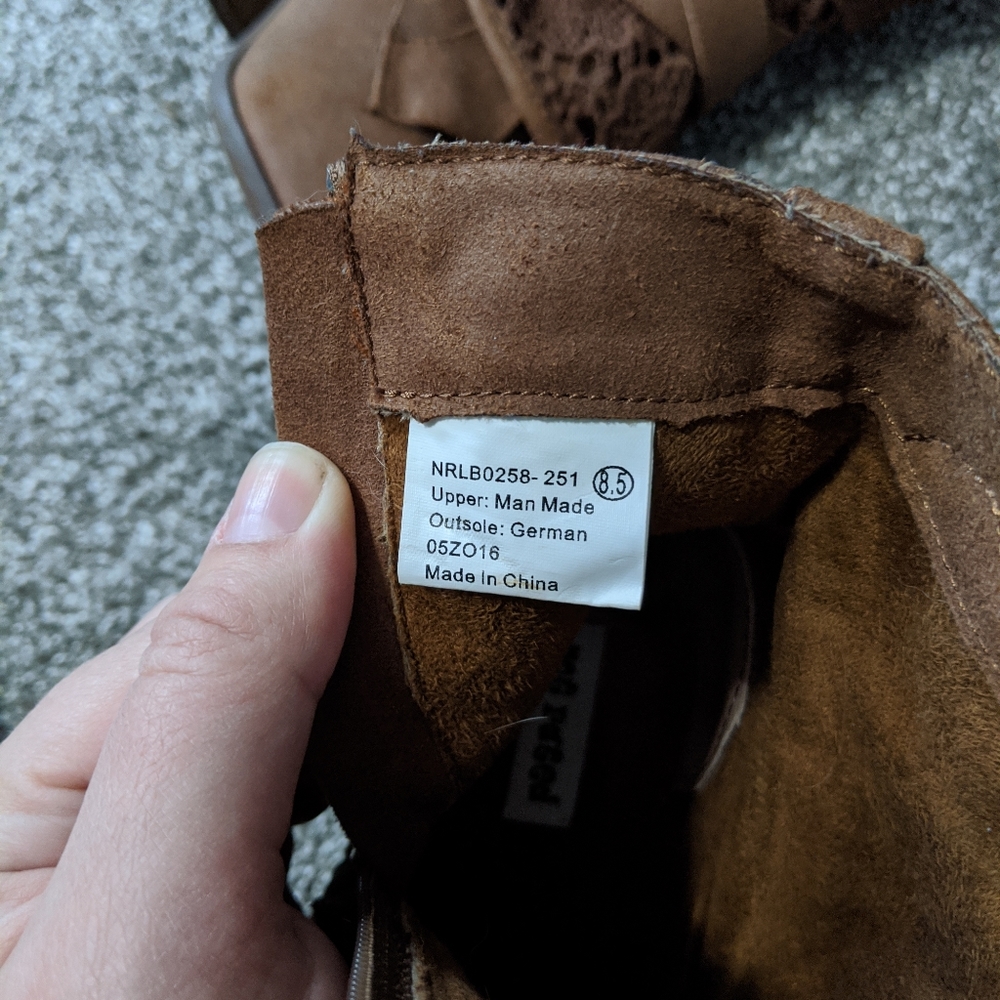 NRLB0258- 251 8.5
Upper: Man Made
Outsole: German
05ZO16
Made In China